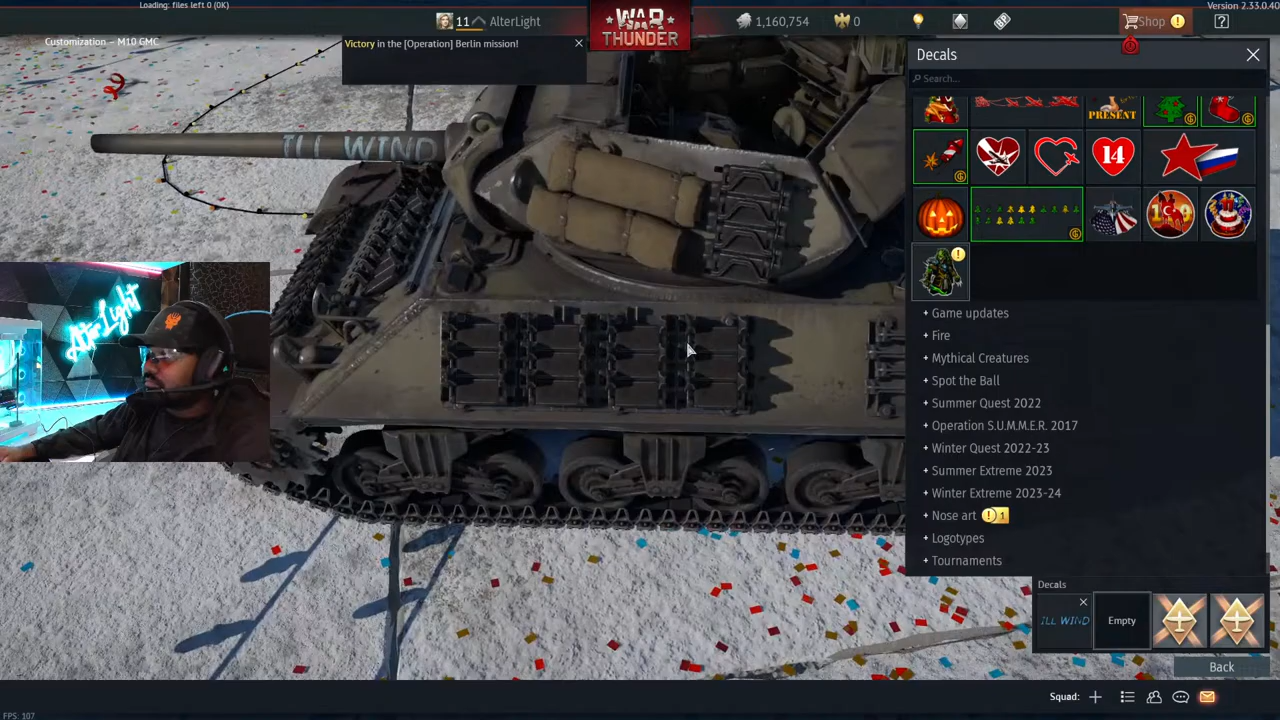 Loading: files left 0 (0K)
Version 2.33.0.40
11 AlterLight
WAR THUNDER
1,160,754
0
BP
Shop
Customization – M10 GMC
Victory in the [Operation] Berlin mission!
Decals
Search...
PRESENT
14
ILL WIND
AlterLight
+ Game updates
+ Fire
+ Mythical Creatures
+ Spot the Ball
+ Summer Quest 2022
+ Operation S.U.M.M.E.R. 2017
+ Winter Quest 2022-23
+ Summer Extreme 2023
+ Winter Extreme 2023-24
+ Nose art 1
+ Logotypes
+ Tournaments
Decals
ILL WIND
Empty
Back
Squad:
FPS: 107